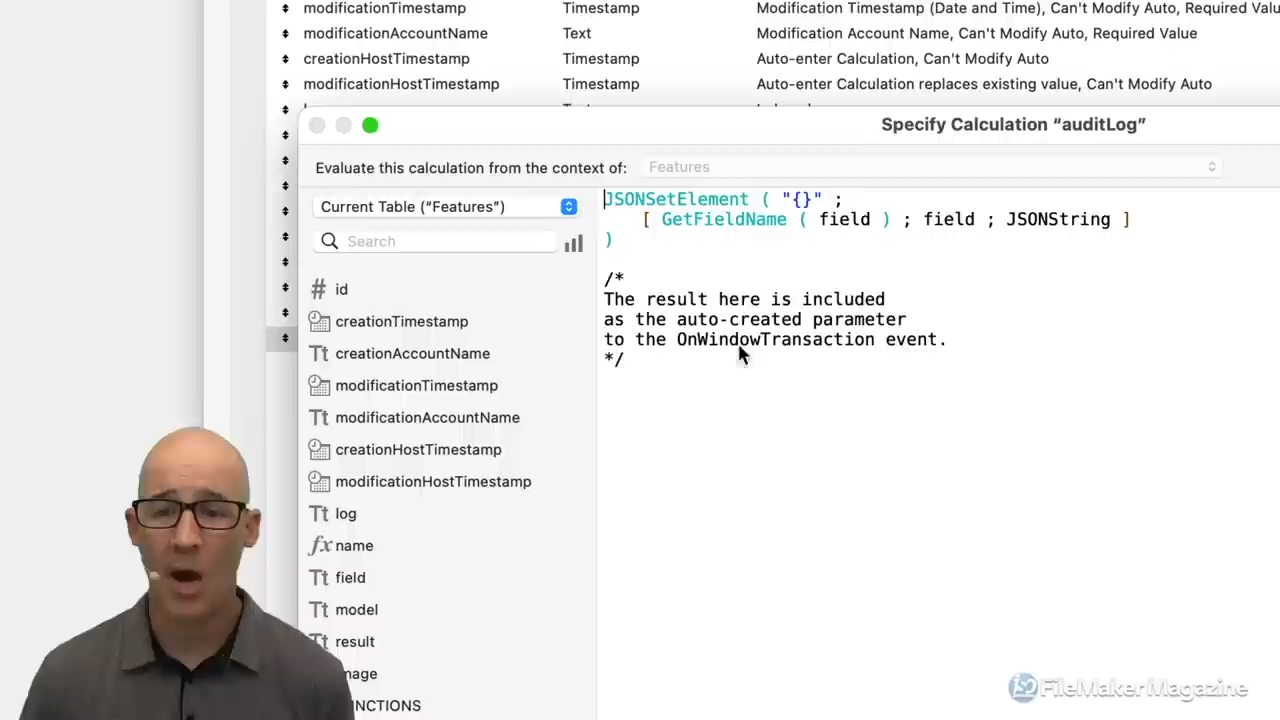 modificationTimestamp Timestamp Modification Timestamp (Date and Time), Can't Modify Auto, Required Valu
modificationAccountName Text Modification Account Name, Can't Modify Auto, Required Value
creationHostTimestamp Timestamp Auto-enter Calculation, Can't Modify Auto
modificationHostTimestamp Timestamp Auto-enter Calculation replaces existing value, Can't Modify Auto
Specify Calculation “auditLog”
Evaluate this calculation from the context of: Features
Current Table (“Features”)
Search
id
creationTimestamp
creationAccountName
modificationTimestamp
modificationAccountName
creationHostTimestamp
modificationHostTimestamp
log
name
field
model
result
mage
NCTIONS
JSONSetElement ( "{}" ;
[ GetFieldName ( field ) ; field ; JSONString ]
)
/*
The result here is included
as the auto-created parameter
to the OnWindowTransaction event.
*/
FileMaker Magazine